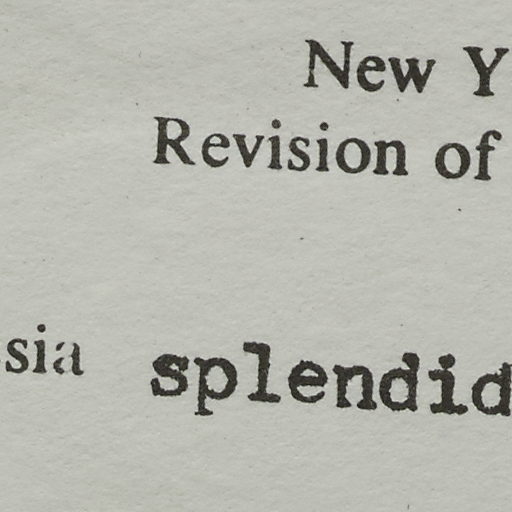 New Y
Revision of
sia splendid